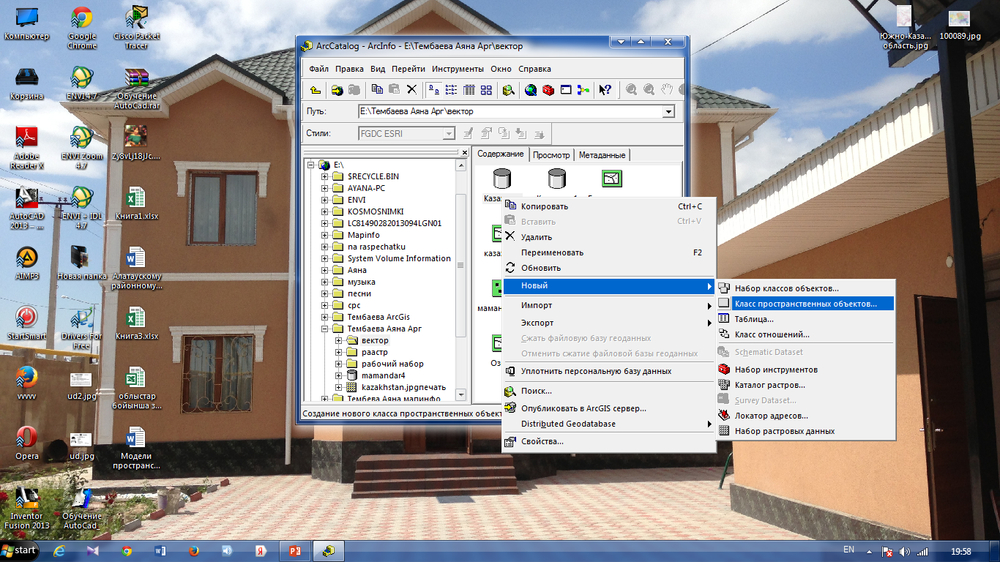 Компьютер
Google Chrome
Cisco Packet Tracer
Корзина
ENVI 4.7
Обучение AutoCad.rar
Adobe Reader X
ENVI Zoom 4.7
Zy8vLj18jJc....
AutoCAD 2013 – ...
ENVI + IDL 4.7
Книга1.xlsx
AIMP3
Новая папка
Алатаускому районному...
StartSmart
Drivers For Free
Книга3.xlsx
vvvv
ud2.jpg
облыстар бойынша з...
Opera
ud.jpg
Модели пространс...
Inventor Fusion 2013
Обучение AutoCAD_
Южно-Каза... область.jpg
100089.jpg
ArcCatalog - ArcInfo - E:\Тембаева Аяна Арг\вектор
Файл Правка Вид Перейти Инструменты Окно Справка
Путь: E:\Тембаева Аяна Арг\вектор
Стили: FGDC ESRI
E:\
$RECYCLE.BIN
AYANA-PC
ENVI
KOSMOSNIMKI
LC81490282013094LGN01
Mapinfo
na raspechatku
System Volume Information
Аяна
музыка
песни
срс
Тембаева ArcGis
Тембаева Аяна Арг
вектор
раастр
рабочий набор
mamandar4
kazakhstan.jpgпечать
Тембева Аяна мапинфо
Содержание Просмотр Метаданные
Каза
каза
маман
Оз
Создание нового класса пространственных объект
Копировать Ctrl+C
Вставить Ctrl+V
Удалить
Переименовать F2
Обновить
Новый
Импорт
Экспорт
Сжать файловую базу геоданных
Отменить сжатие файловой базы геоданных
Уплотнить персональную базу данных
Поиск...
Опубликовать в ArcGIS сервер...
Distributed Geodatabase
Свойства...
Набор классов объектов...
Класс пространственных объектов...
Таблица...
Класс отношений...
Schematic Dataset
Набор инструментов
Каталог растров...
Survey Dataset...
Локатор адресов...
Набор растровых данных
start
EN
19:58